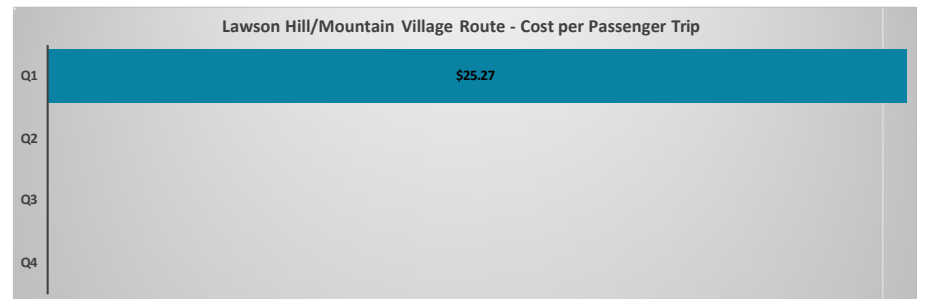 Lawson Hill/Mountain Village Route - Cost per Passenger Trip
Q1
$25.27
Q2
Q3
Q4